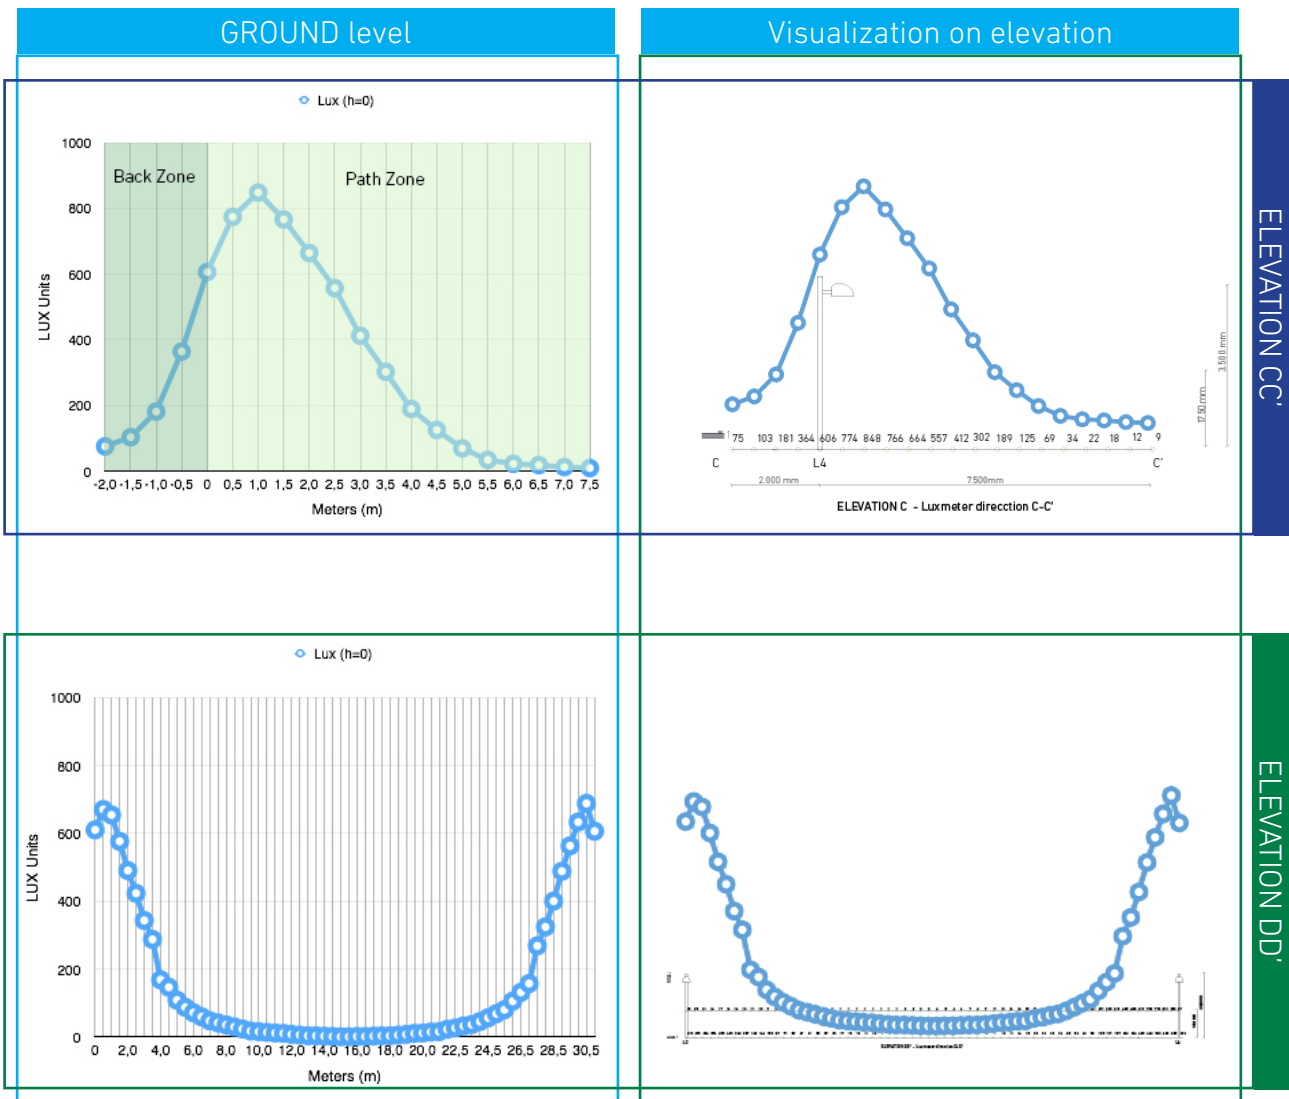 GROUND level
Visualization on elevation
Lux (h=0)
1000
Back Zone
Path Zone
800
600
LUX Units
400
200
0
-2,0 -1,5 -1,0 -0,5 0 0,5 1,0 1,5 2,0 2,5 3,0 3,5 4,0 4,5 5,0 5,5 6,0 6,5 7,0 7,5
Meters (m)
3.500 mm
17.50 mm
75 103 181 364 606 774 848 766 664 557 412 302 189 125 69 34 22 18 12 9
C L4 C'
2.000 mm 7.500mm
ELEVATION C - Luxmeter direcction C-C'
ELEVATION CC'
Lux (h=0)
1000
800
600
LUX Units
400
200
0
0 2,0 4,0 6,0 8,0 10,0 12,0 14,0 16,0 18,0 20,0 22,5 24,5 26,5 28,5 30,5
Meters (m)
ELEVATION DD'